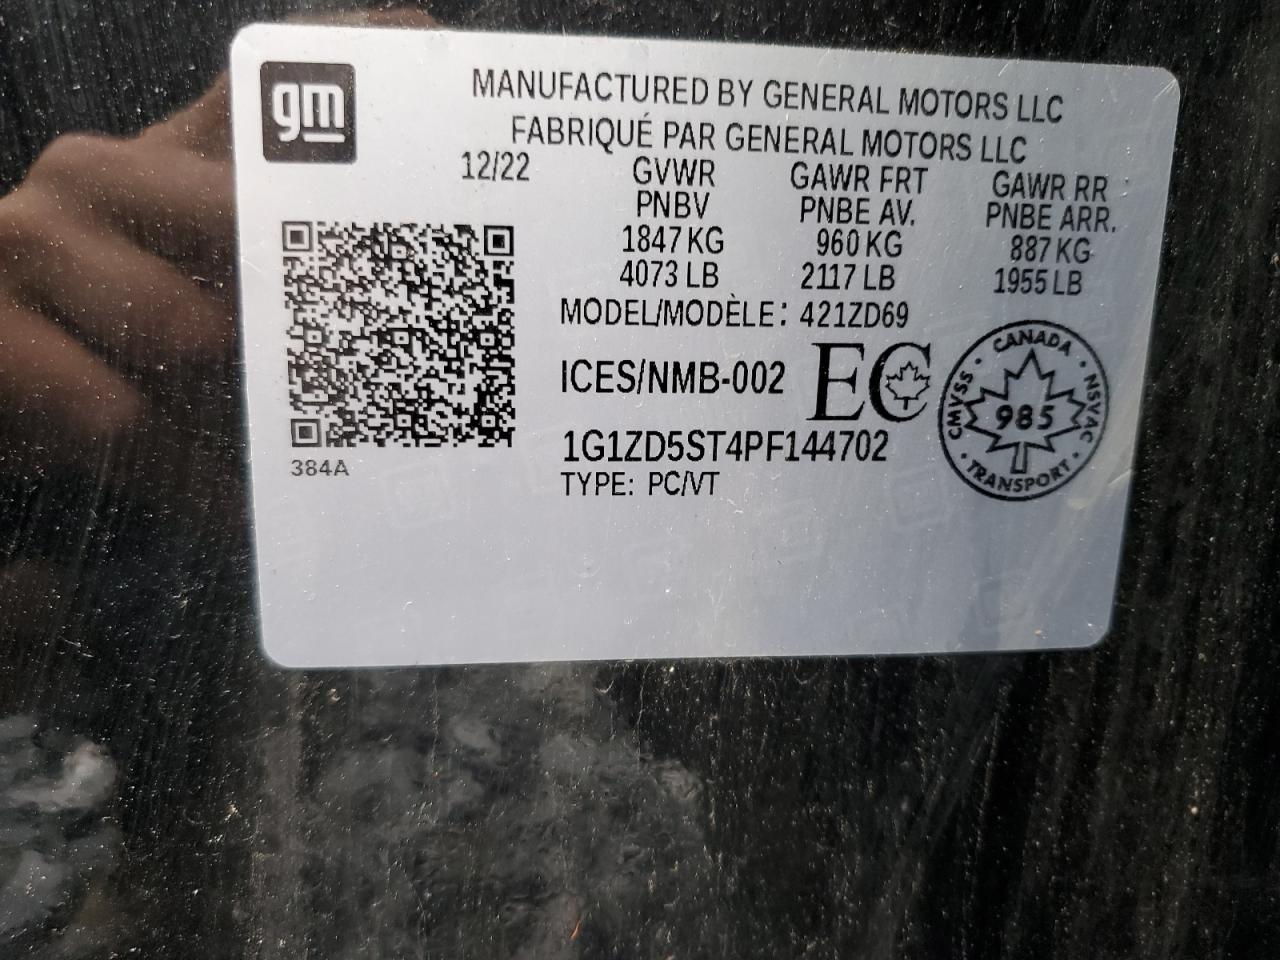 gm
MANUFACTURED BY GENERAL MOTORS LLC
FABRIQUÉ PAR GENERAL MOTORS LLC
12/22 GVWR GAWR FRT GAWR RR
PNBV PNBE AV. PNBE ARR.
1847 KG 960 KG 887 KG
4073 LB 2117 LB 1955 LB
MODEL/MODÈLE: 421ZD69
ICES/NMB-002 EC
1G1ZD5ST4PF144702
TYPE: PC/VT
384A
CANADA
CMVSS 985 NSVAC
TRANSPORT